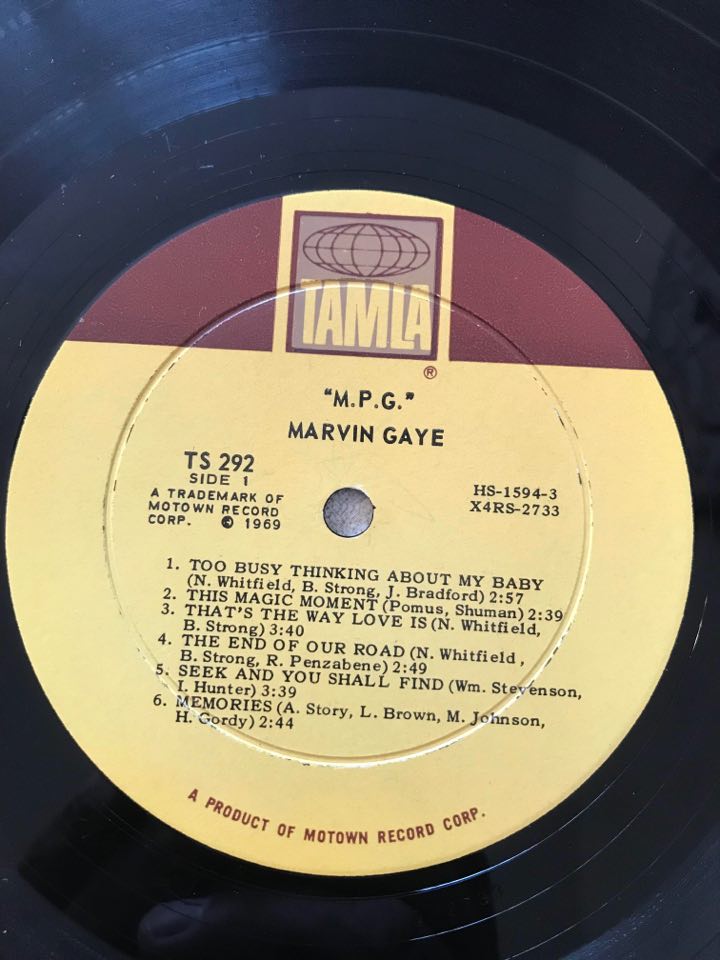 TAMLA
®
"M.P.G."
MARVIN GAYE
TS 292
SIDE 1
A TRADEMARK OF
MOTOWN RECORD
CORP. © 1969
HS-1594-3
X4RS-2733
1. TOO BUSY THINKING ABOUT MY BABY
(N. Whitfield, B. Strong, J. Bradford) 2:57
2. THIS MAGIC MOMENT (Pomus, Shuman) 2:39
3. THAT'S THE WAY LOVE IS (N. Whitfield,
B. Strong) 3:40
4. THE END OF OUR ROAD (N. Whitfield,
B. Strong, R. Penzabene) 2:49
5. SEEK AND YOU SHALL FIND (Wm. Stevenson,
I. Hunter) 3:39
6. MEMORIES (A. Story, L. Brown, M. Johnson,
H. Gordy) 2:44
A PRODUCT OF MOTOWN RECORD CORP.